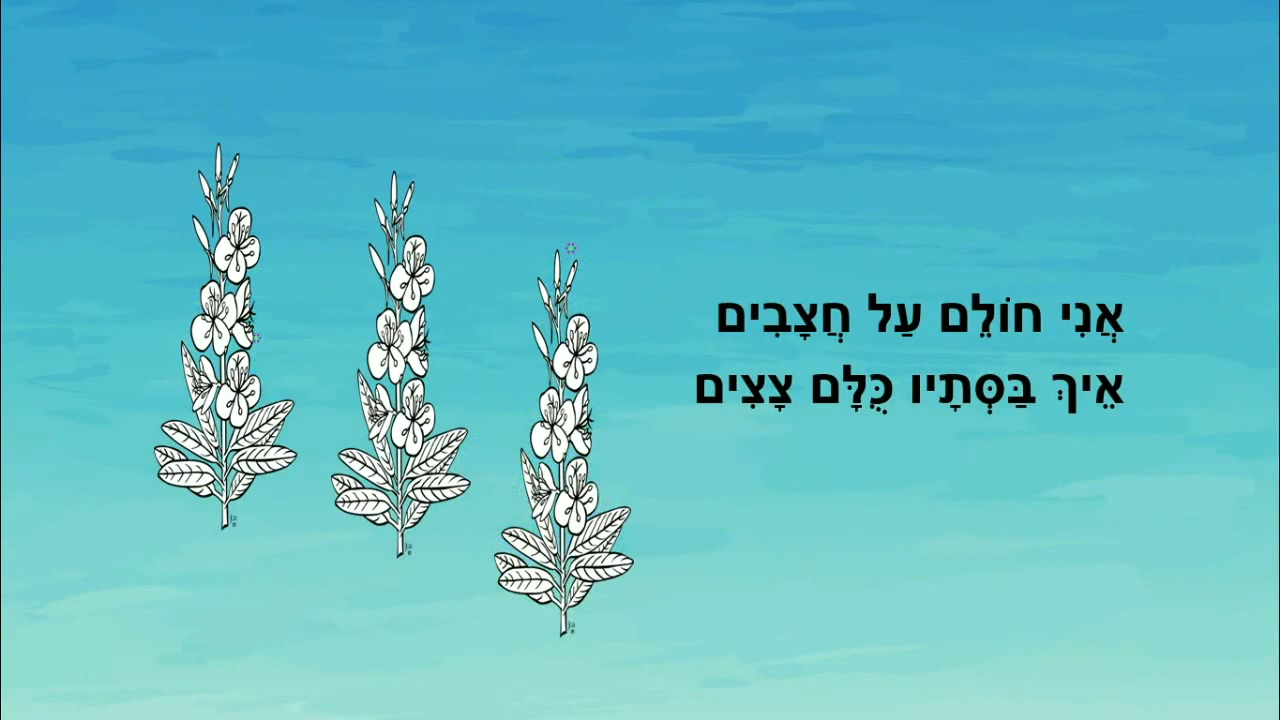 אֲנִי חוֹלֵם עַל חֲצָבִים
אֵיךְ בַּסְּתָיו כֻּלָּם צָצִים